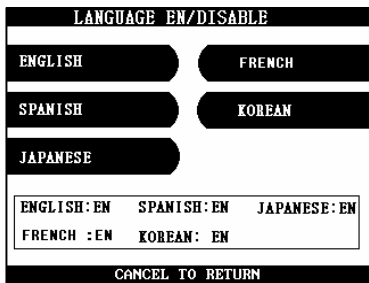 LANGUAGE EN/DISABLE
ENGLISH FRENCH
SPANISH KOREAN
JAPANESE
ENGLISH:EN SPANISH:EN JAPANESE:EN
FRENCH :EN KOREAN: EN
CANCEL TO RETURN